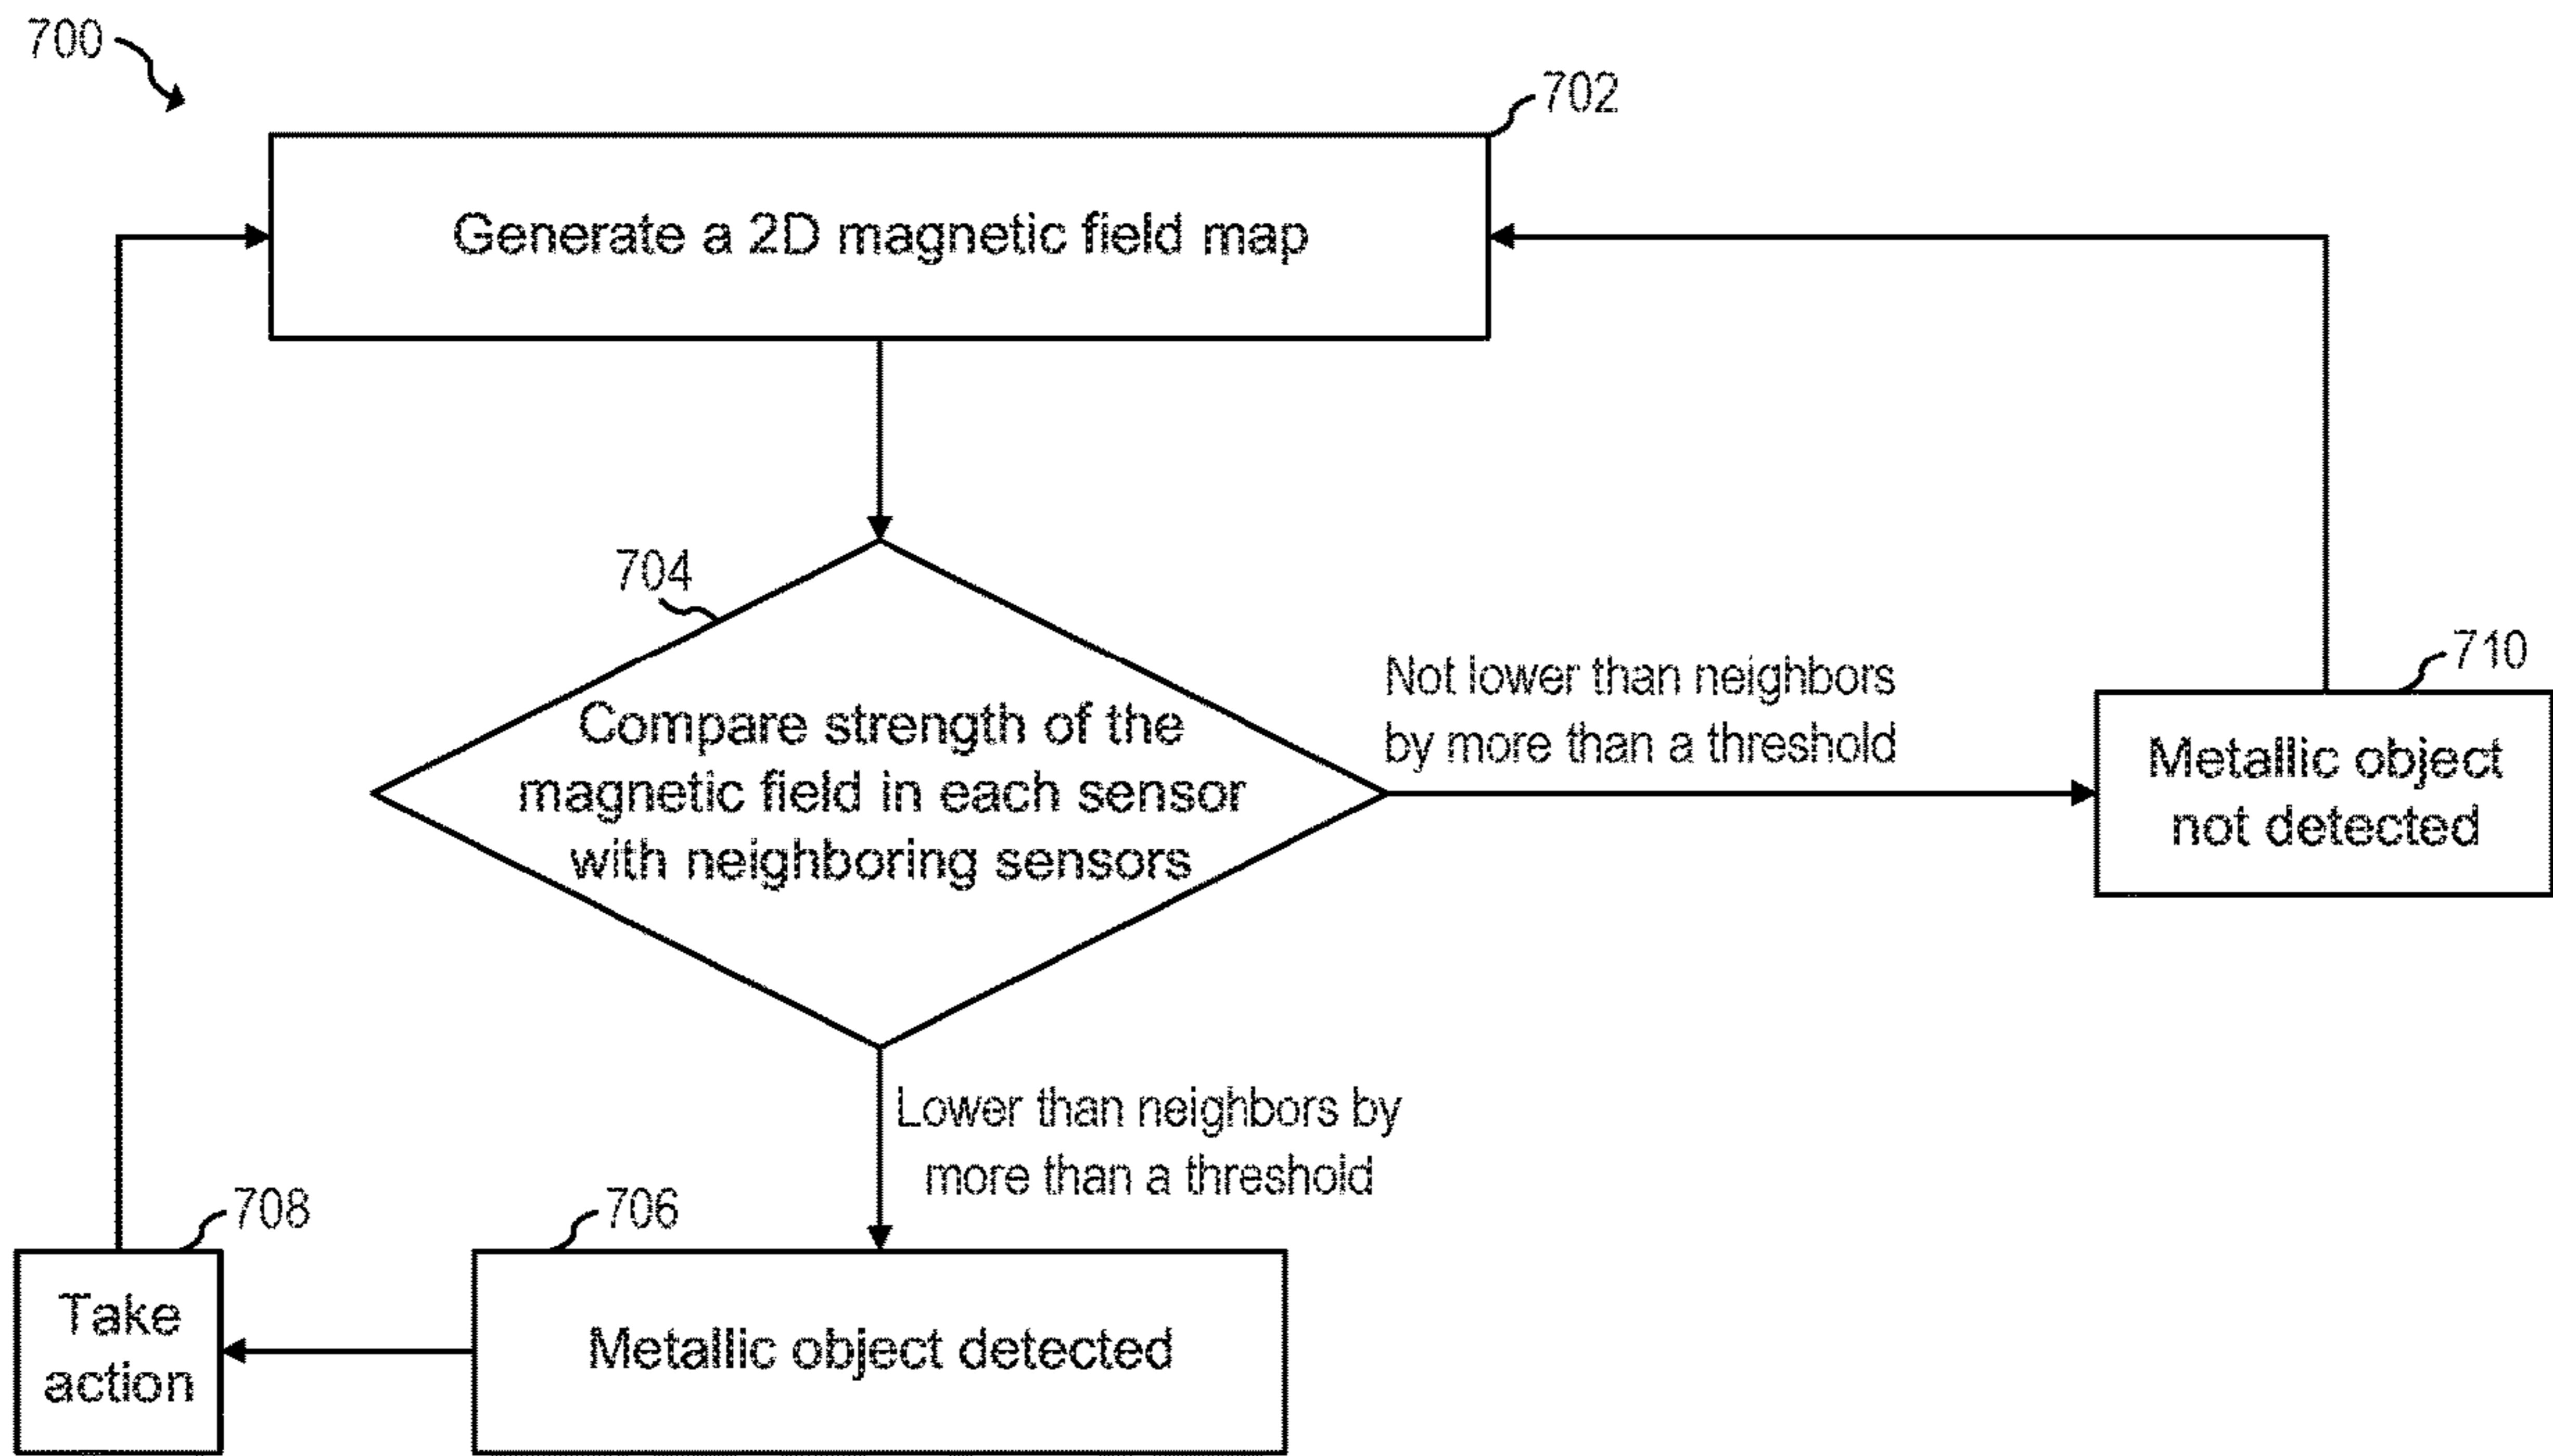 700
702
Generate a 2D magnetic field map
704
Compare strength of the
magnetic field in each sensor
with neighboring sensors
Not lower than neighbors
by more than a threshold
710
Metallic object
not detected
Lower than neighbors by
more than a threshold
708
Take
action
706
Metallic object detected